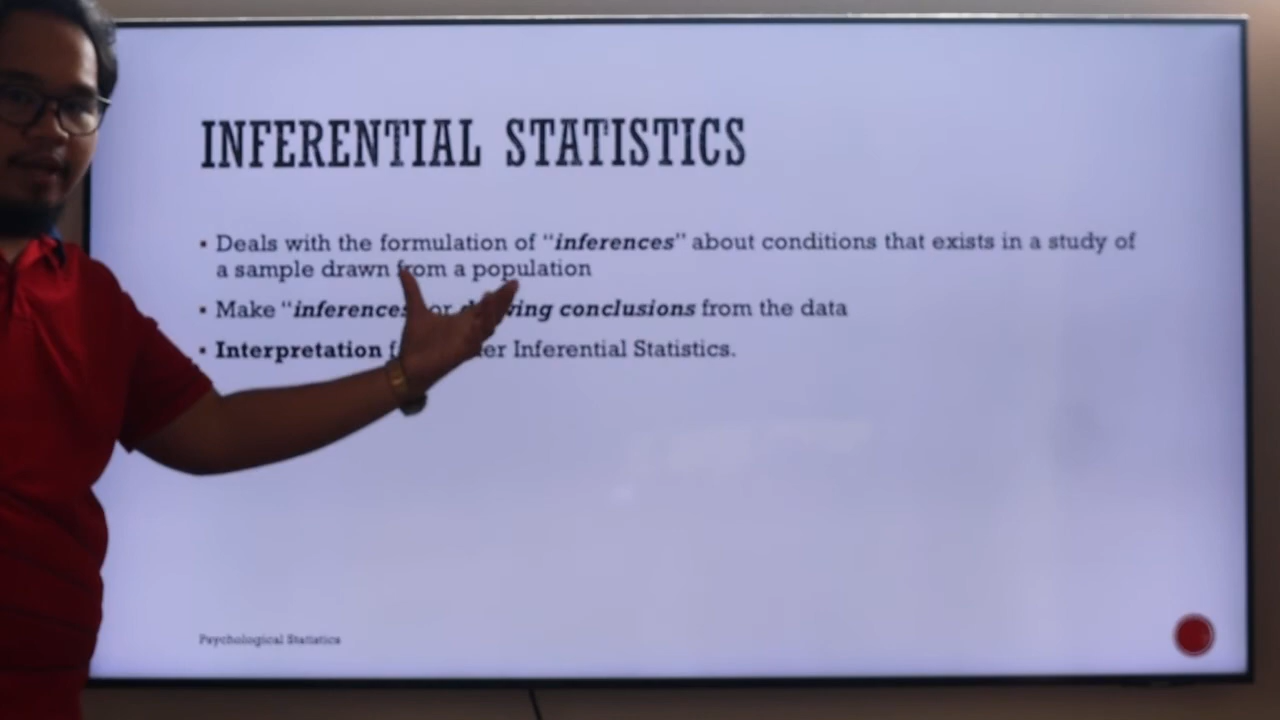 INFERENTIAL STATISTICS
▪ Deals with the formulation of “inferences” about conditions that exists in a study of
a sample drawn from a population
▪ Make “inferences or conclusions from the data
▪ Interpretation Inferential Statistics.
Psychological Statistics